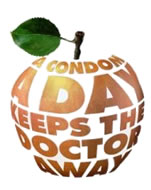 A CONDOM
A DAY
KEEPS THE
DOCTOR
AWAY